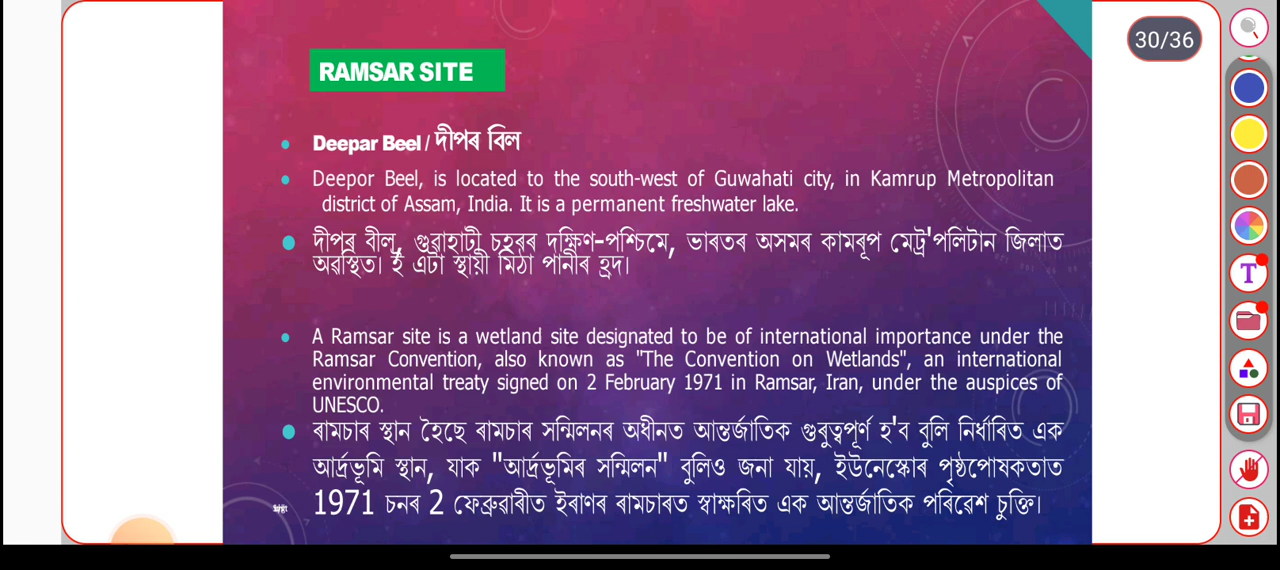 30/36
RAMSAR SITE
Deepar Beel / দীপৰ বিল
Deepor Beel, is located to the south-west of Guwahati city, in Kamrup Metropolitan
district of Assam, India. It is a permanent freshwater lake.
দীপৰ বীল, গুৱাহাটী চহৰৰ দক্ষিণ-পশ্চিমে, ভাৰতৰ অসমৰ কামৰূপ মেট্ৰ'পলিটান জিলাত
অৱস্থিত। ই এটা স্থায়ী মিঠা পানীৰ হ্ৰদ।
A Ramsar site is a wetland site designated to be of international importance under the
Ramsar Convention, also known as "The Convention on Wetlands", an international
environmental treaty signed on 2 February 1971 in Ramsar, Iran, under the auspices of
UNESCO.
ৰামচাৰ স্থান হৈছে ৰামচাৰ সন্মিলনৰ অধীনত আন্তৰ্জাতিক গুৰুত্বপূৰ্ণ হ'ব বুলি নিৰ্ধাৰিত এক
আৰ্দ্ৰভূমি স্থান, যাক "আৰ্দ্ৰভূমিৰ সন্মিলন" বুলিও জনা যায়, ইউনেস্কোৰ পৃষ্ঠপোষকতাত
1971 চনৰ 2 ফেব্ৰুৱাৰীত ইৰাণৰ ৰামচাৰত স্বাক্ষৰিত এক আন্তৰ্জাতিক পৰিৱেশ চুক্তি।
T